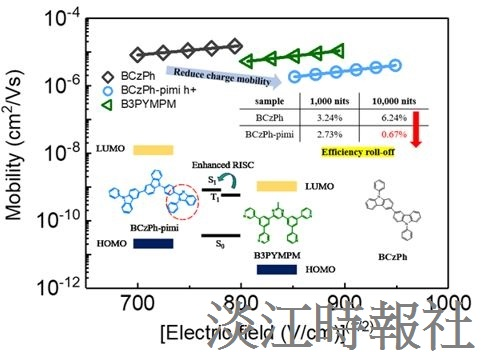 10⁻⁴
10⁻⁶
10⁻⁸
10⁻¹⁰
10⁻¹²
Mobility (cm²/Vs)
BCzPh
BCzPh-pimi h+
B3PYMPM
Reduce charge mobility
sample 1,000 nits 10,000 nits
BCzPh 3.24% 6.24%
BCzPh-pimi 2.73% 0.67%
Efficiency roll-off
LUMO
Enhanced RISC
S₁
T₁
LUMO
BCzPh-pimi
HOMO
S₀
B3PYMPM
BCzPh
HOMO
700 800 900 1000
[Electric field (V/cm)]^(1/2)
淡江時報社